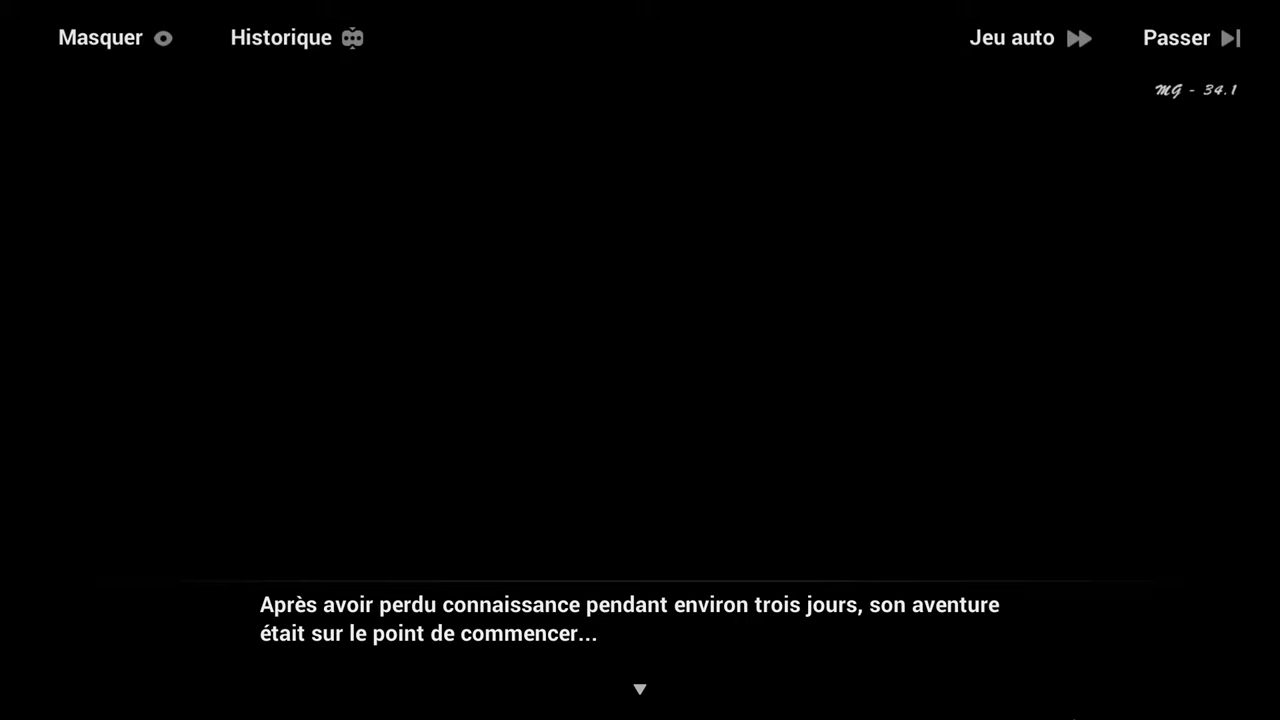 Masquer
Historique
Jeu auto
Passer
MG - 34.1
Après avoir perdu connaissance pendant environ trois jours, son aventure
était sur le point de commencer...